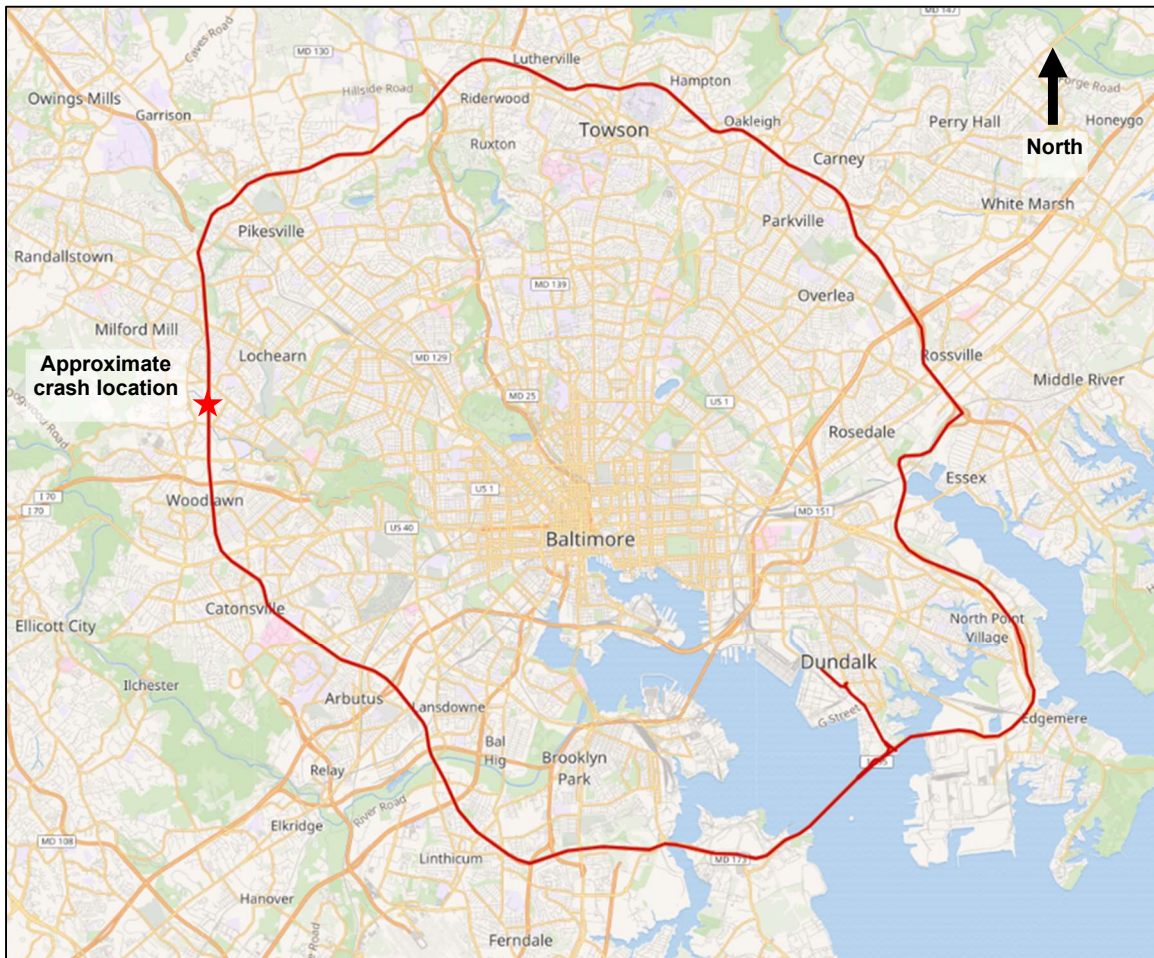 MD 147
Caves Road
MD 130
Lutherville
Hampton
Owings Mills
Hillside Road
Riderwood
Garrison
Oakleigh
Perry Hall
Honeygo
Towson
Ruxton
North
Carney
White Marsh
Pikesville
Parkville
Randallstown
MD 139
Overlea
Milford Mill
Lochearn
MD 129
Rossville
Approximate
crash location
Middle River
MD 25
US 1
Rosedale
Essex
I 70
Woodlawn
US 1
I 70
MD 151
US 40
Baltimore
Catonsville
Ellicott City
North Point
Village
Dundalk
Ilchester
Arbutus
Lansdowne
G Street
Edgemere
Bal
Hig
Brooklyn
Park
Relay
River Road
Elkridge
MD 108
Linthicum
MD 173
Hanover
Ferndale